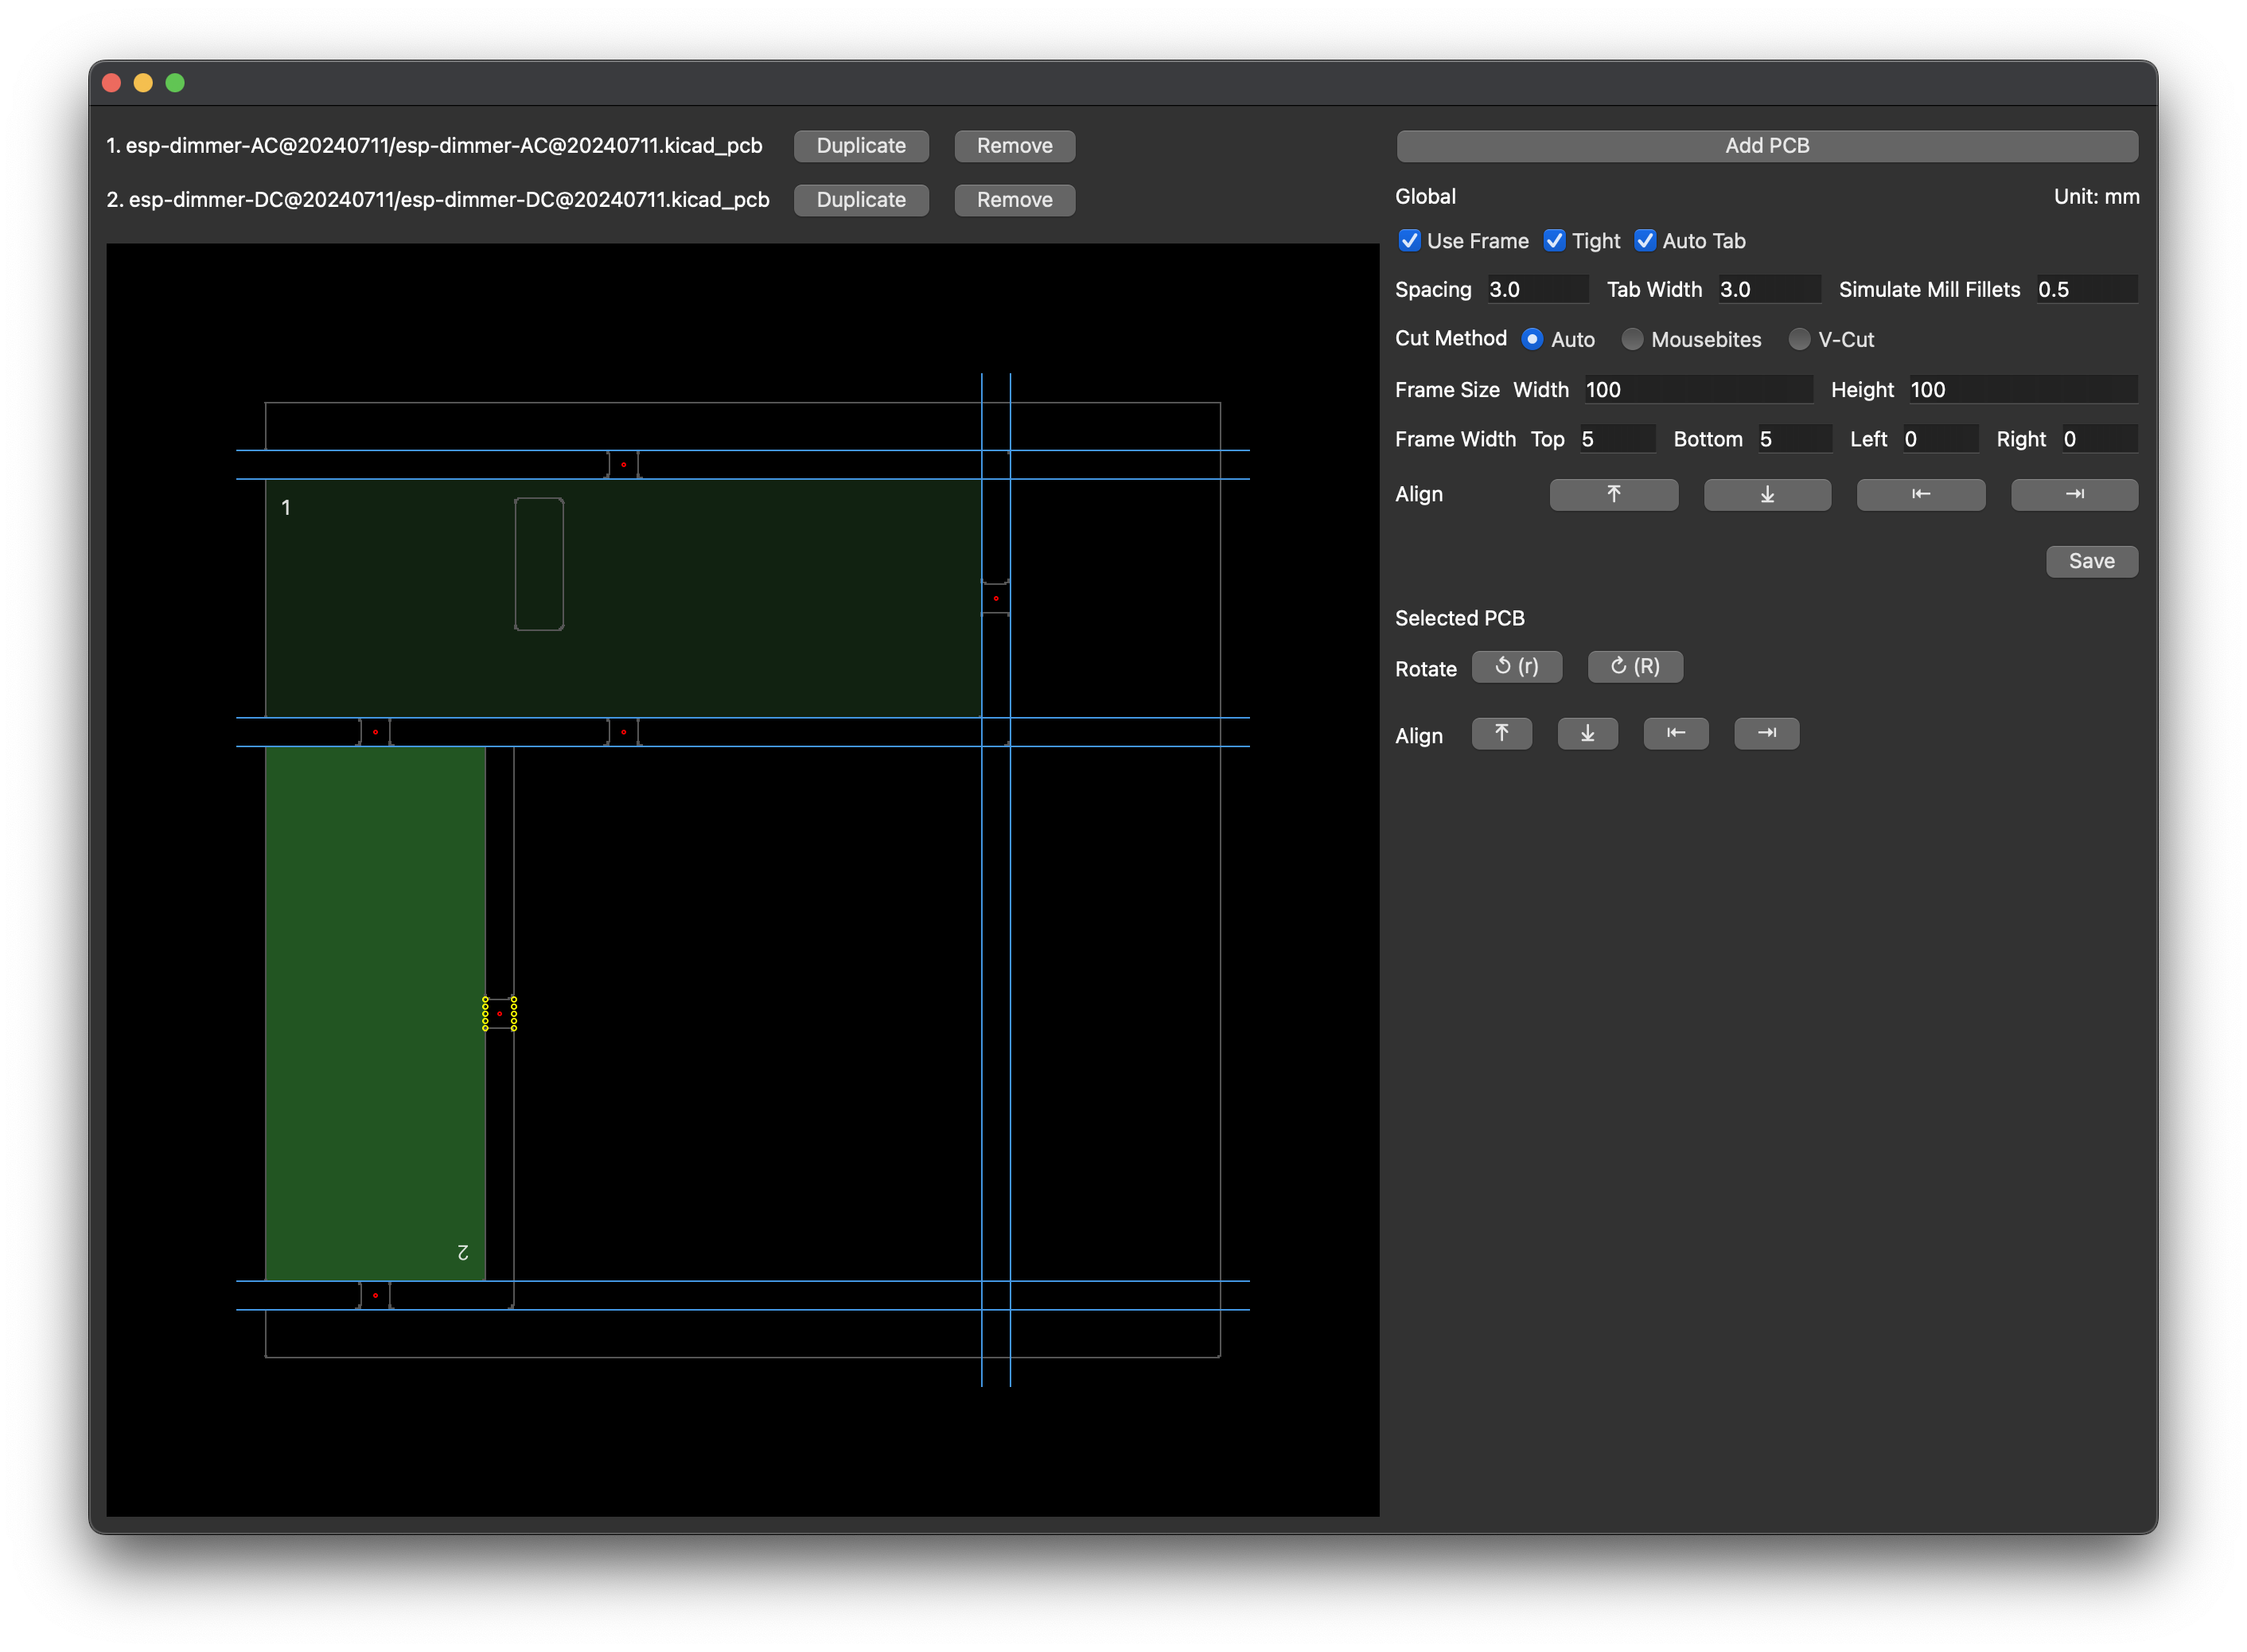 1. esp-dimmer-AC@20240711/esp-dimmer-AC@20240711.kicad_pcb Duplicate Remove
2. esp-dimmer-DC@20240711/esp-dimmer-DC@20240711.kicad_pcb Duplicate Remove
1
2
Add PCB
Global Unit: mm
Use Frame Tight Auto Tab
Spacing 3.0 Tab Width 3.0 Simulate Mill Fillets 0.5
Cut Method Auto Mousebites V-Cut
Frame Size Width 100 Height 100
Frame Width Top 5 Bottom 5 Left 0 Right 0
Align
Save
Selected PCB
Rotate (r) (R)
Align